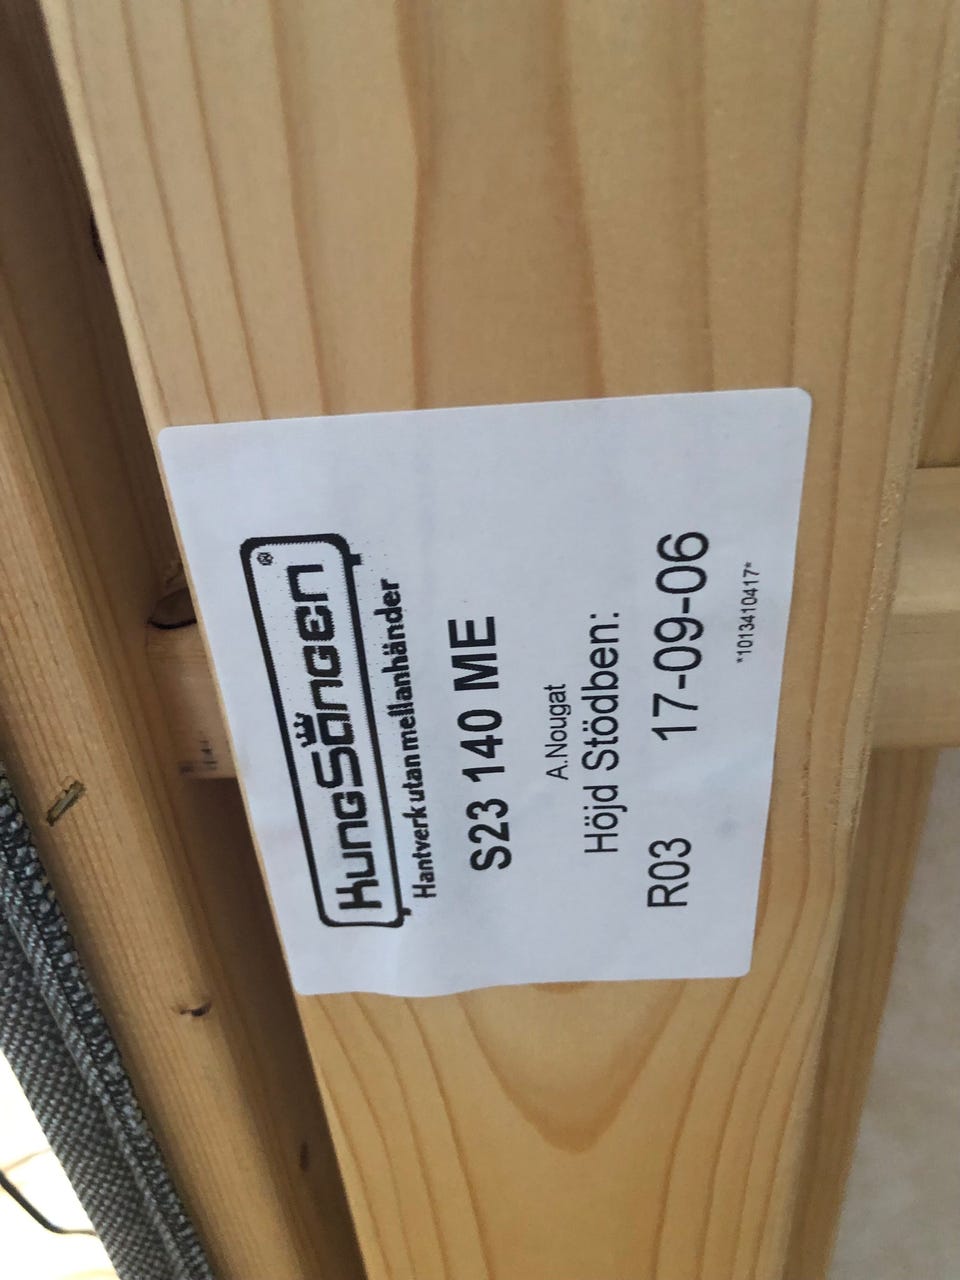 KungSängen®
Hantverk utan mellanhänder
S23 140 ME
A.Nougat
Höjd Stödben:
R03 17-09-06
*1013410417*